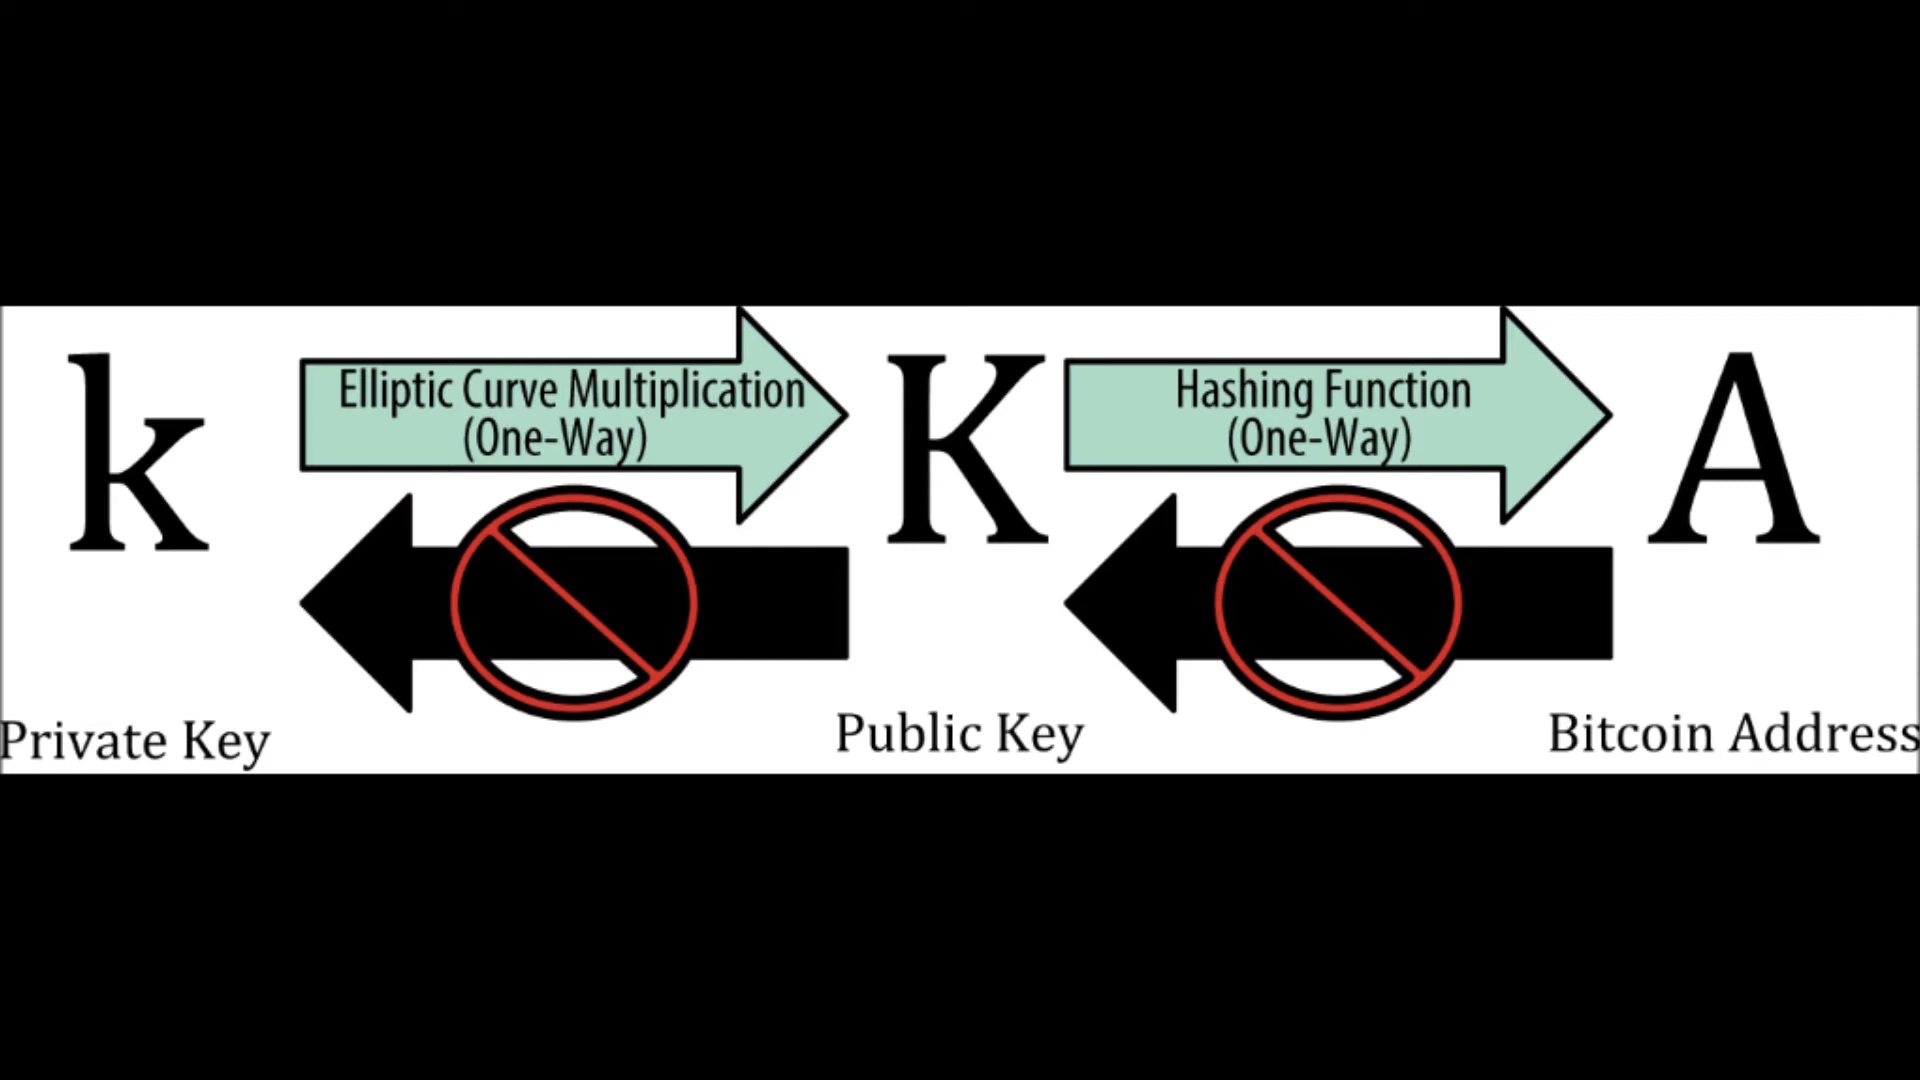 k
Elliptic Curve Multiplication
(One-Way)
K
Hashing Function
(One-Way)
A
Private Key
Public Key
Bitcoin Address